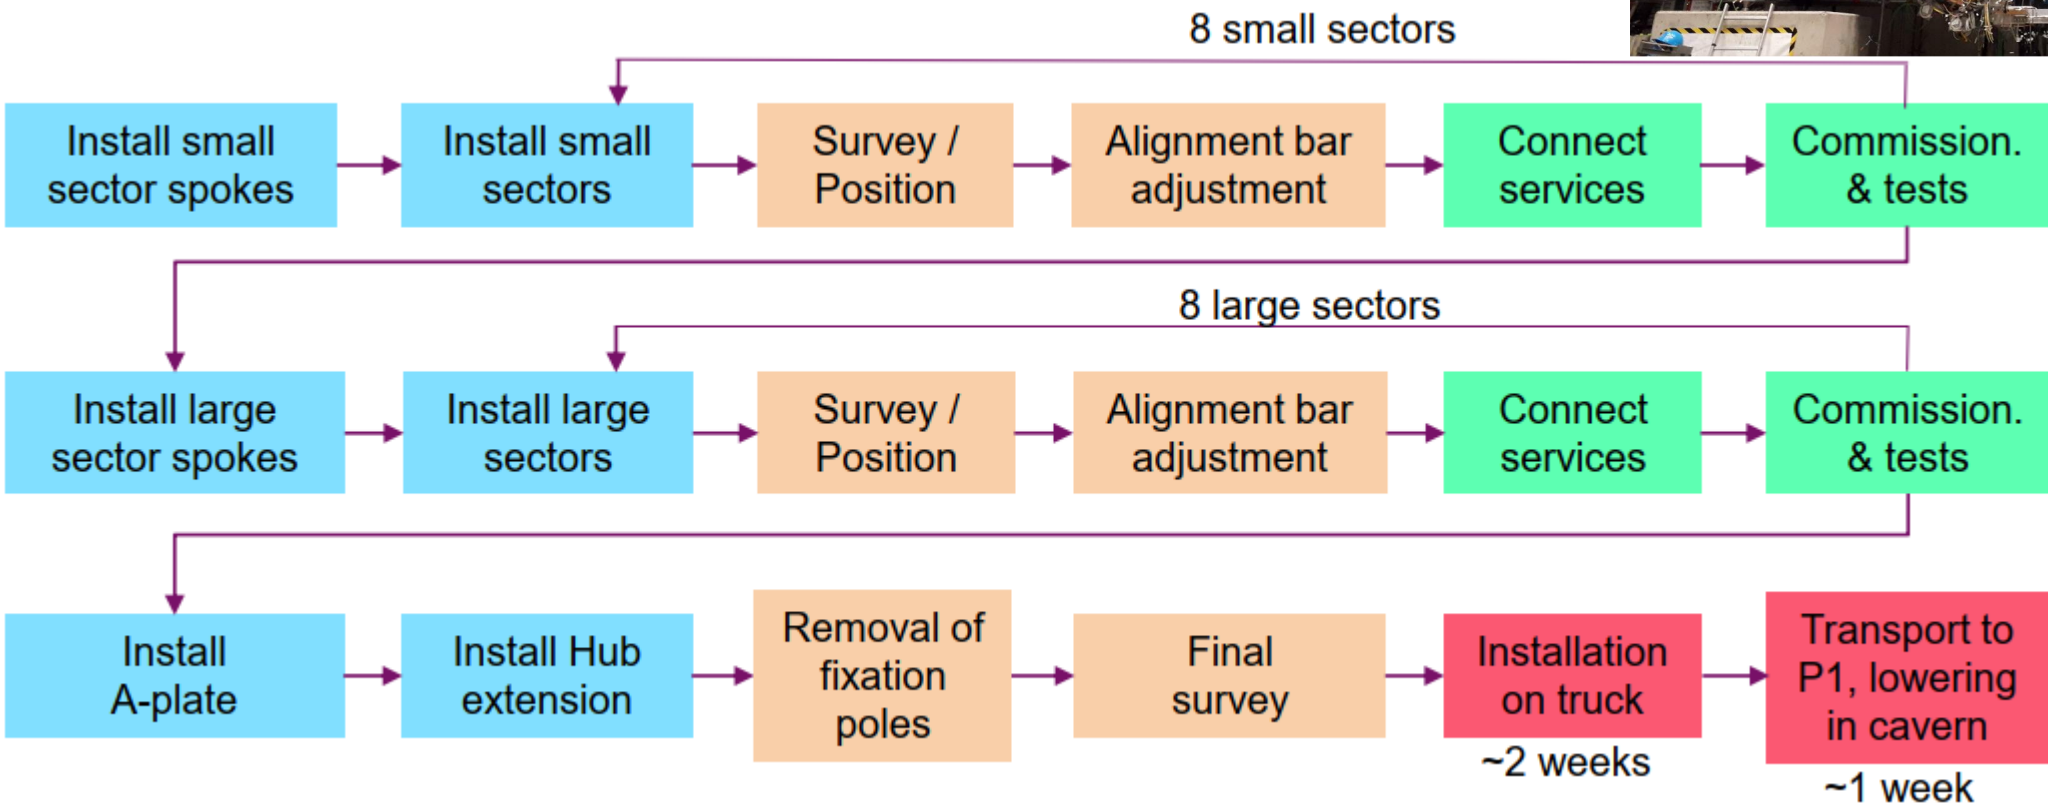 8 small sectors
Install small
sector spokes
Install small
sectors
Survey /
Position
Alignment bar
adjustment
Connect
services
Commission.
& tests
8 large sectors
Install large
sector spokes
Install large
sectors
Survey /
Position
Alignment bar
adjustment
Connect
services
Commission.
& tests
Install
A-plate
Install Hub
extension
Removal of
fixation
poles
Final
survey
Installation
on truck
~2 weeks
Transport to
P1, lowering
in cavern
~1 week